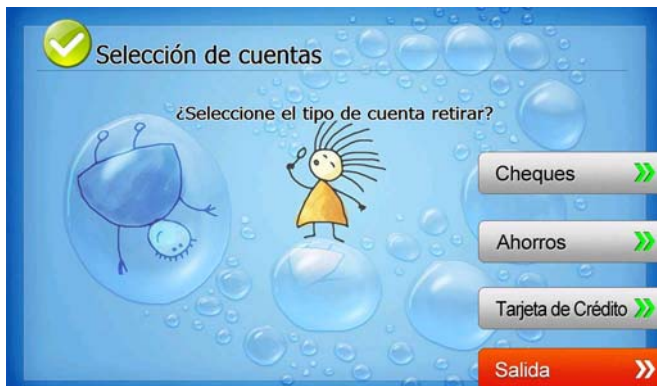 Selección de cuentas
¿Seleccione el tipo de cuenta retirar?
Cheques
Ahorros
Tarjeta de Crédito
Salida